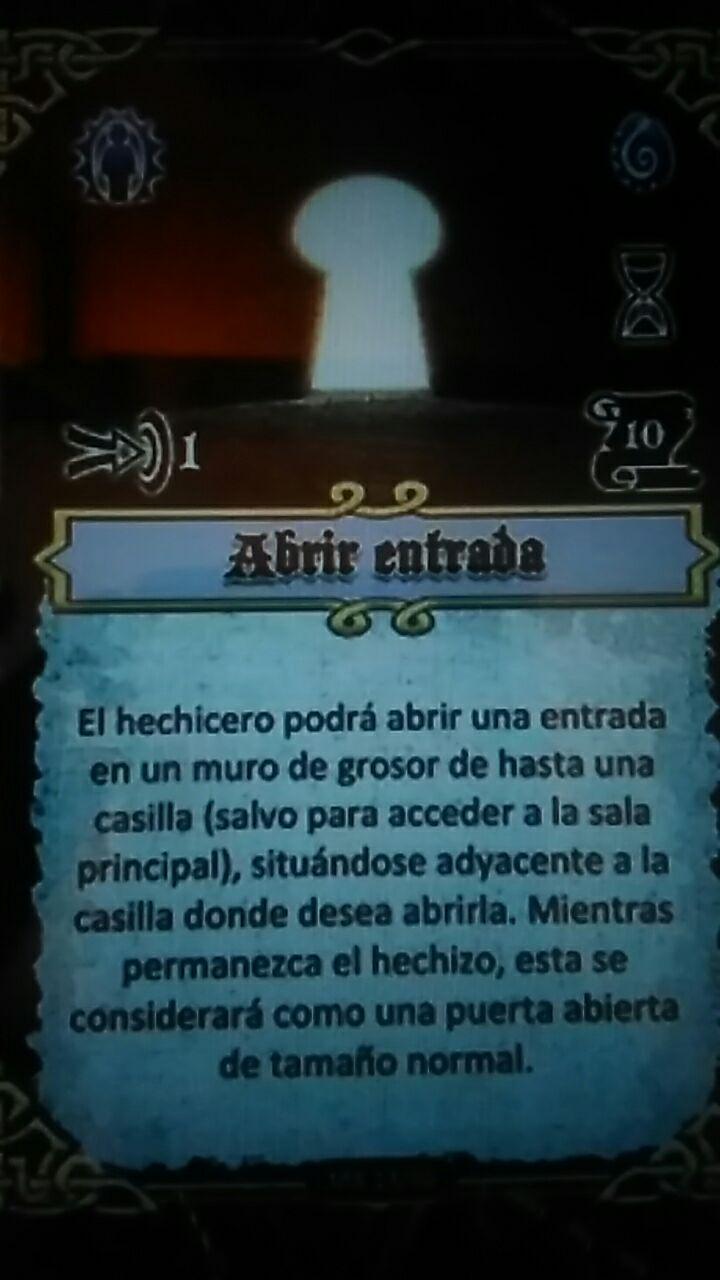 1
10
Abrir entrada
El hechicero podrá abrir una entrada
en un muro de grosor de hasta una
casilla (salvo para acceder a la sala
principal), situándose adyacente a la
casilla donde desea abrirla. Mientras
permanezca el hechizo, esta se
considerará como una puerta abierta
de tamaño normal.